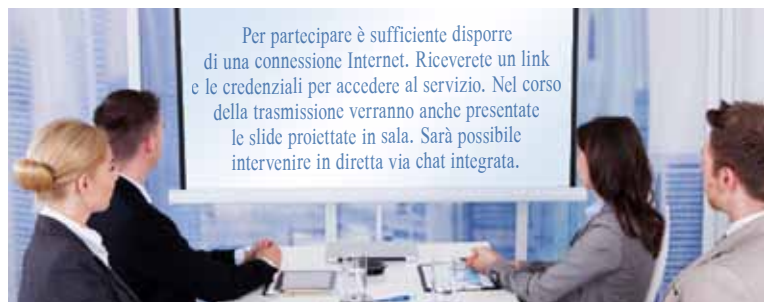 Per partecipare è sufficiente disporre
di una connessione Internet. Riceverete un link
e le credenziali per accedere al servizio. Nel corso
della trasmissione verranno anche presentate
le slide proiettate in sala. Sarà possibile
intervenire in diretta via chat integrata.